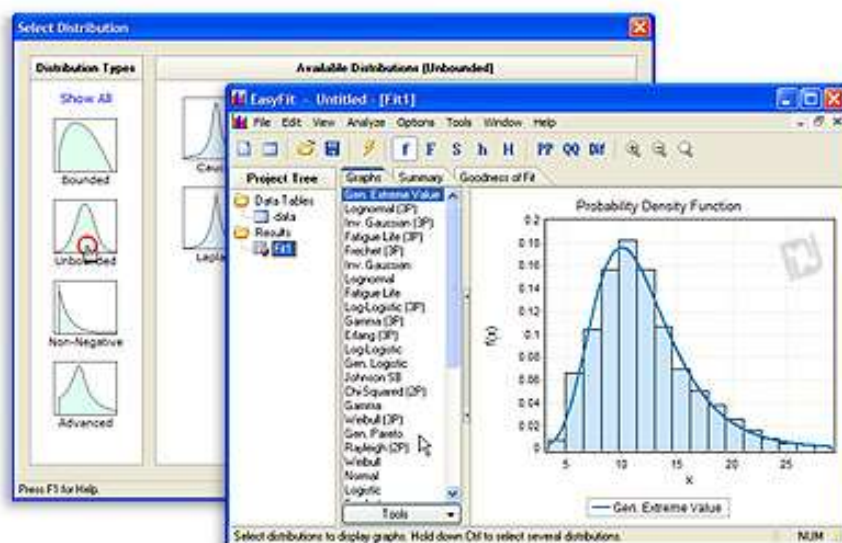 Select Distribution
Distribution Types
Show All
Bounded
Unbounded
Non-Negative
Advanced
Press F1 for Help.
Available Distributions (Unbounded)
EasyFit - Untitled - [Fit1]
File Edit View Analyze Options Tools Window Help
f F S h H PP QQ Dif
Project Tree
Data Tables
data
Results
Fit1
Graphs Summary Goodness of Fit
Gen. Extreme Value
Lognormal (3P)
Inv. Gaussian (3P)
Fatigue Life (3P)
Frechet (3P)
Inv. Gaussian
Lognormal
Fatigue Life
Log-Logistic (3P)
Gamma (3P)
Erlang (3P)
Log-Logistic
Gen. Logistic
Johnson SB
Chi-Squared (2P)
Gamma
Weibull (3P)
Gen. Pareto
Rayleigh (2P)
Weibull
Normal
Logistic
Tools
Probability Density Function
0.2
0.18
0.16
0.14
0.12
0.1
0.08
0.06
0.04
0.02
0
f(x)
5 10 15 20 25
x
Gen. Extreme Value
Select distributions to display graphs. Hold down Ctrl to select several distributions.
NUM